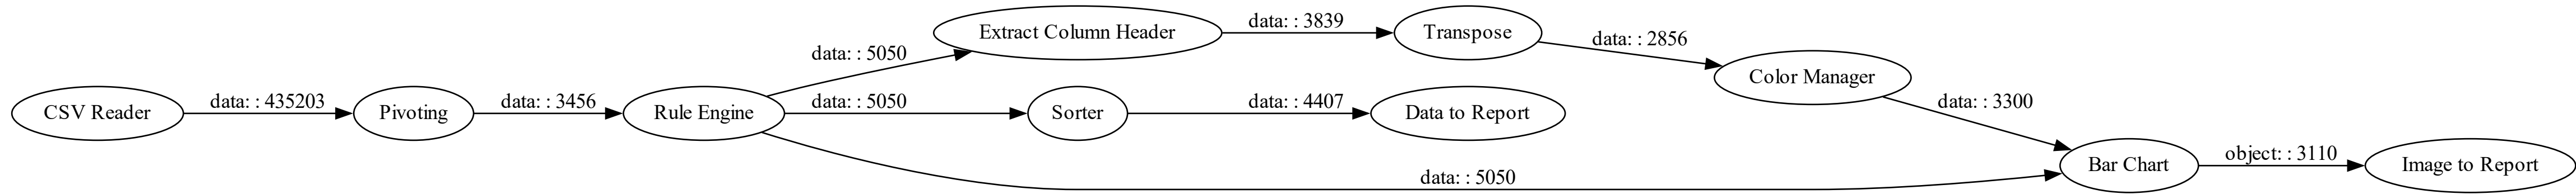 CSV Reader
data: : 435203
Pivoting
data: : 3456
Rule Engine
data: : 5050
Extract Column Header
data: : 3839
Transpose
data: : 2856
Color Manager
data: : 3300
data: : 5050
Sorter
data: : 4407
Data to Report
data: : 5050
Bar Chart
object: : 3110
Image to Report